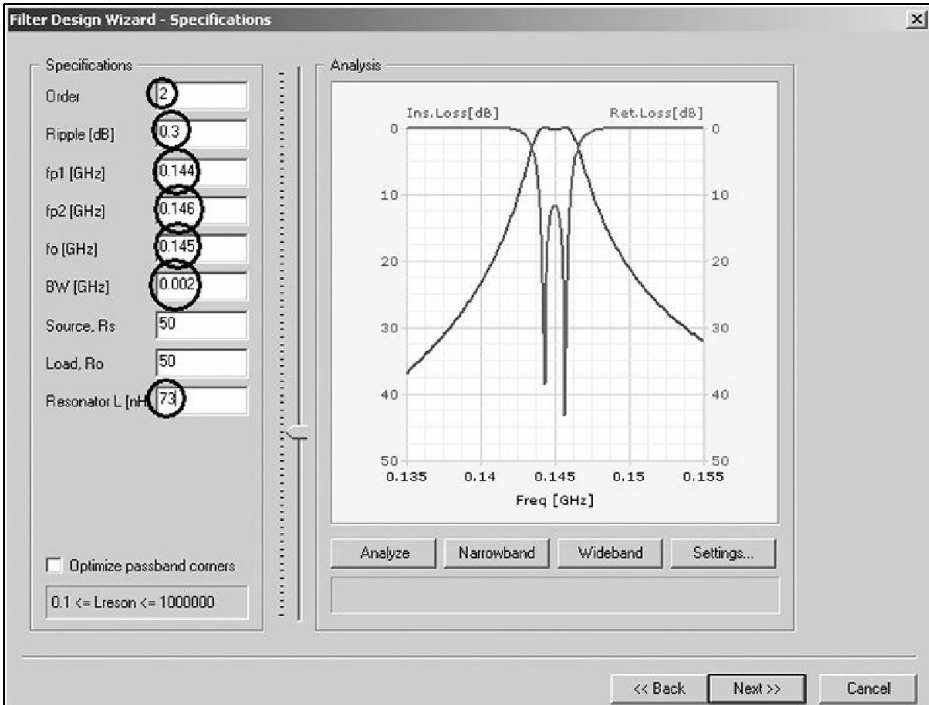 Filter Design Wizard - Specifications
Specifications
Order 2
Ripple [dB] 0.3
fp1 [GHz] 0.144
fp2 [GHz] 0.146
fo [GHz] 0.145
BW [GHz] 0.002
Source, Rs 50
Load, Ro 50
Resonator L [nH 73
Optimize passband corners
0.1 <= Lreson <= 1000000
Analysis
Ins.Loss[dB] Ret.Loss[dB]
0 0
10 10
20 20
30 30
40 40
50 50
0.135 0.14 0.145 0.15 0.155
Freq [GHz]
Analyze Narrowband Wideband Settings...
<< Back Next >> Cancel